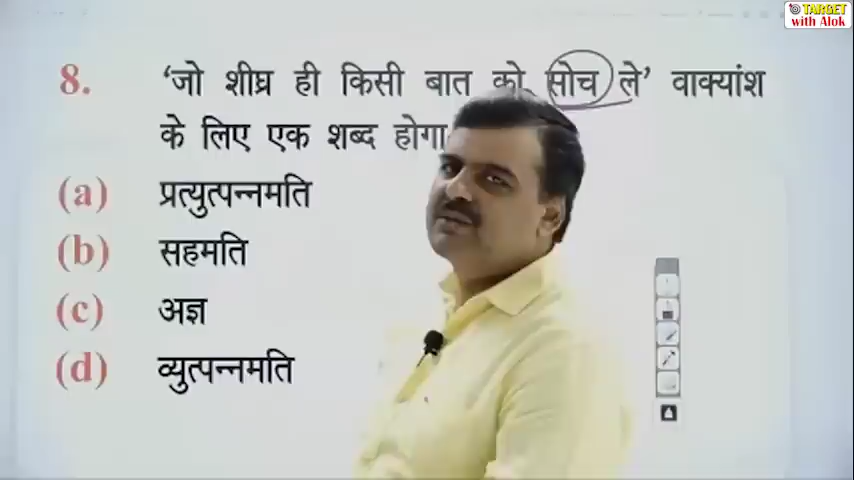 TARGET
with Alok
8. ‘जो शीघ्र ही किसी बात को सोच ले’ वाक्यांश
के लिए एक शब्द होगा
(a) प्रत्युत्पन्नमति
(b) सहमति
(c) अज्ञ
(d) व्युत्पन्नमति